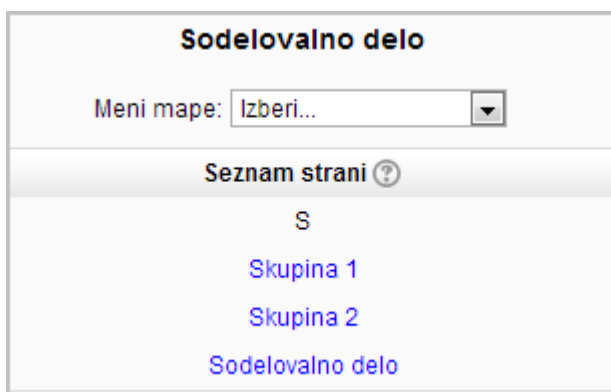 Sodelovalno delo
Meni mape: Izberi...
Seznam strani ?
S
Skupina 1
Skupina 2
Sodelovalno delo